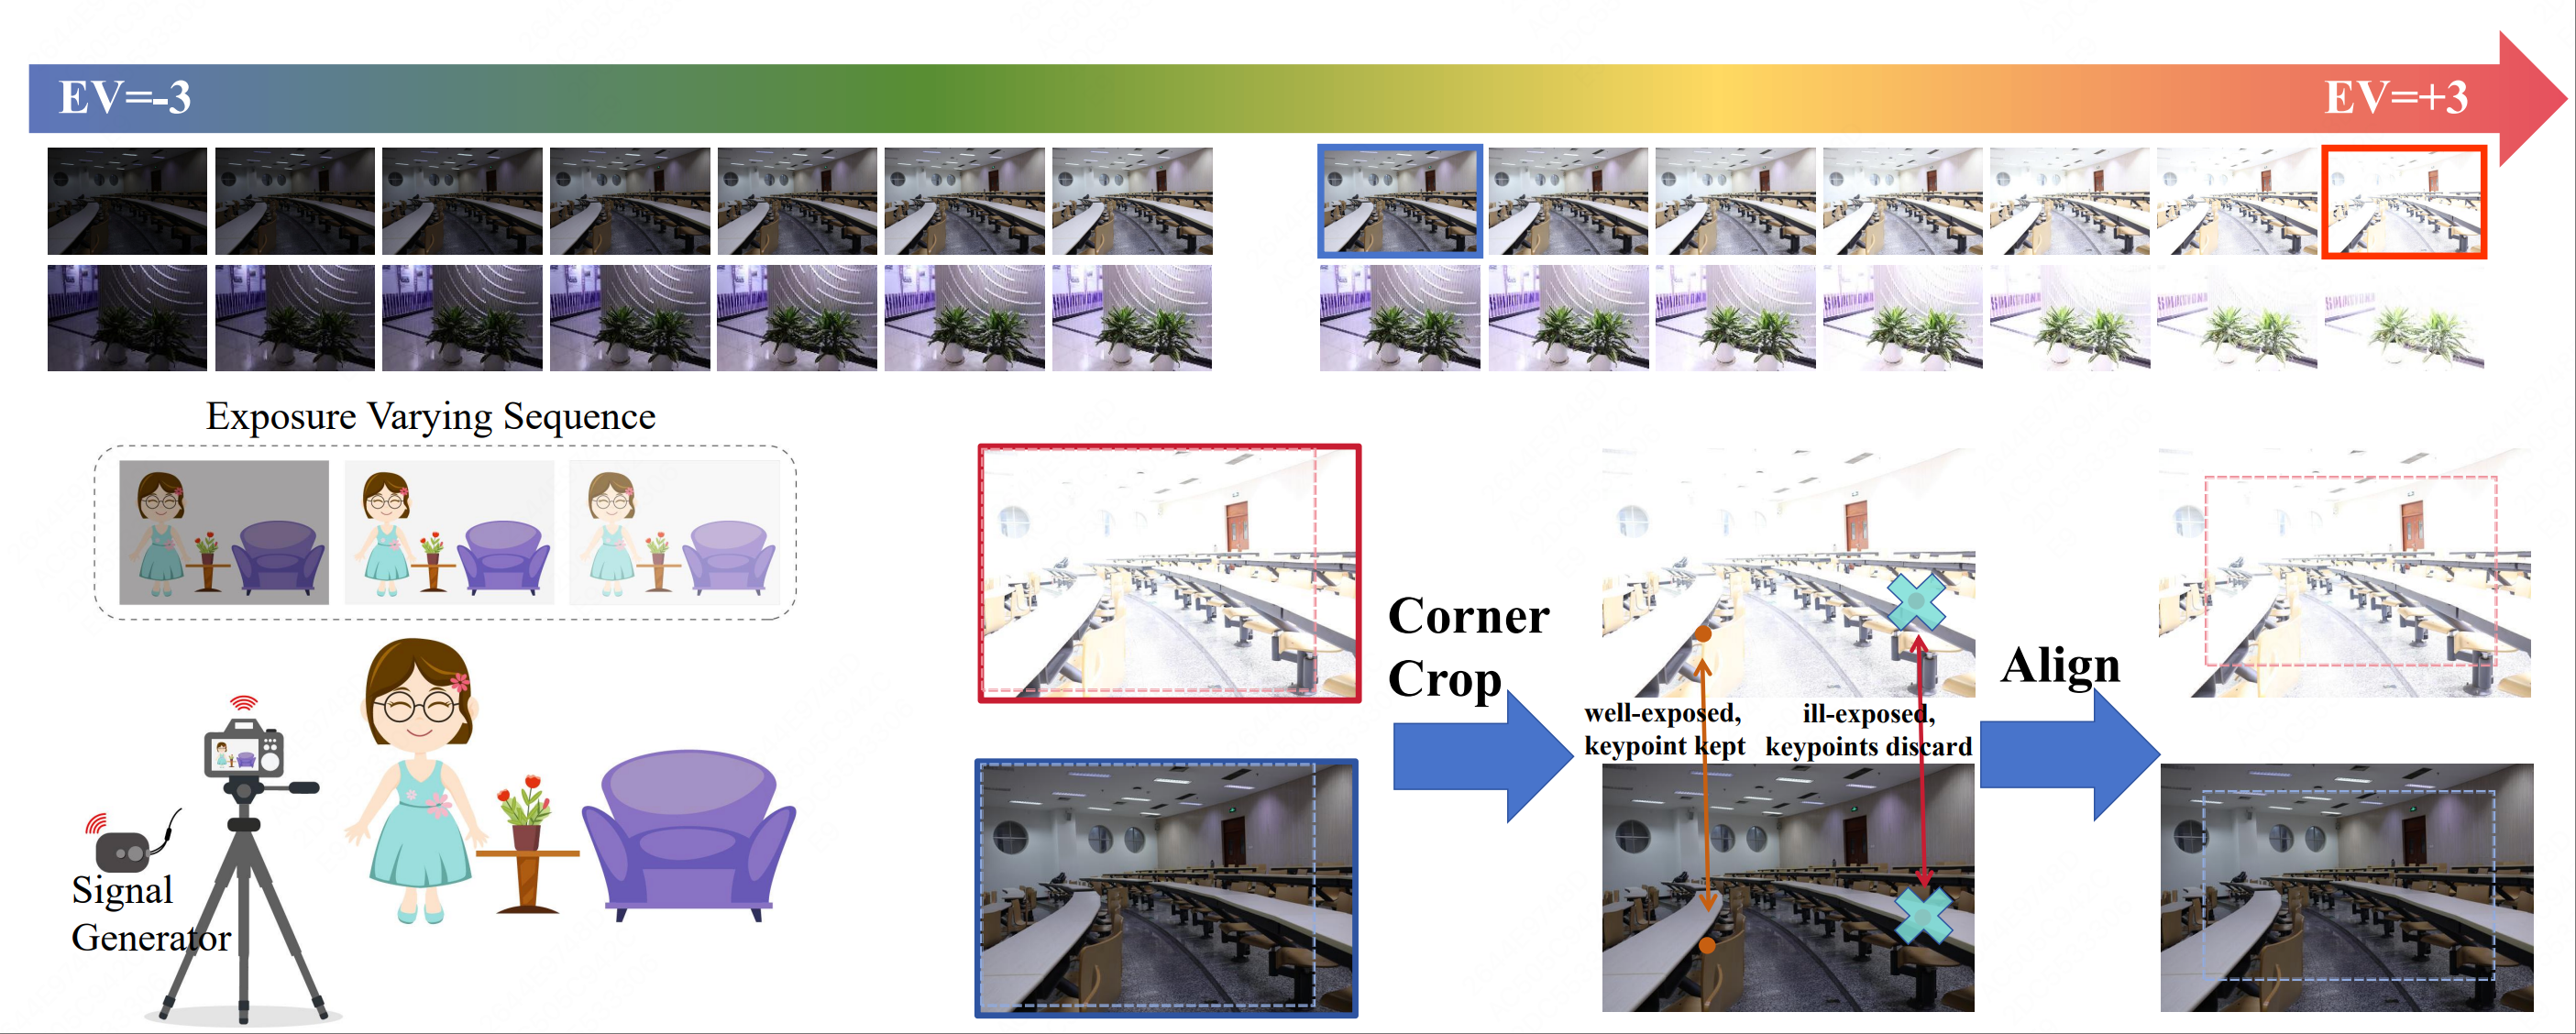 EV=-3
EV=+3
Exposure Varying Sequence
Signal
Generator
Corner
Crop
well-exposed,
keypoint kept
ill-exposed,
keypoints discard
Align